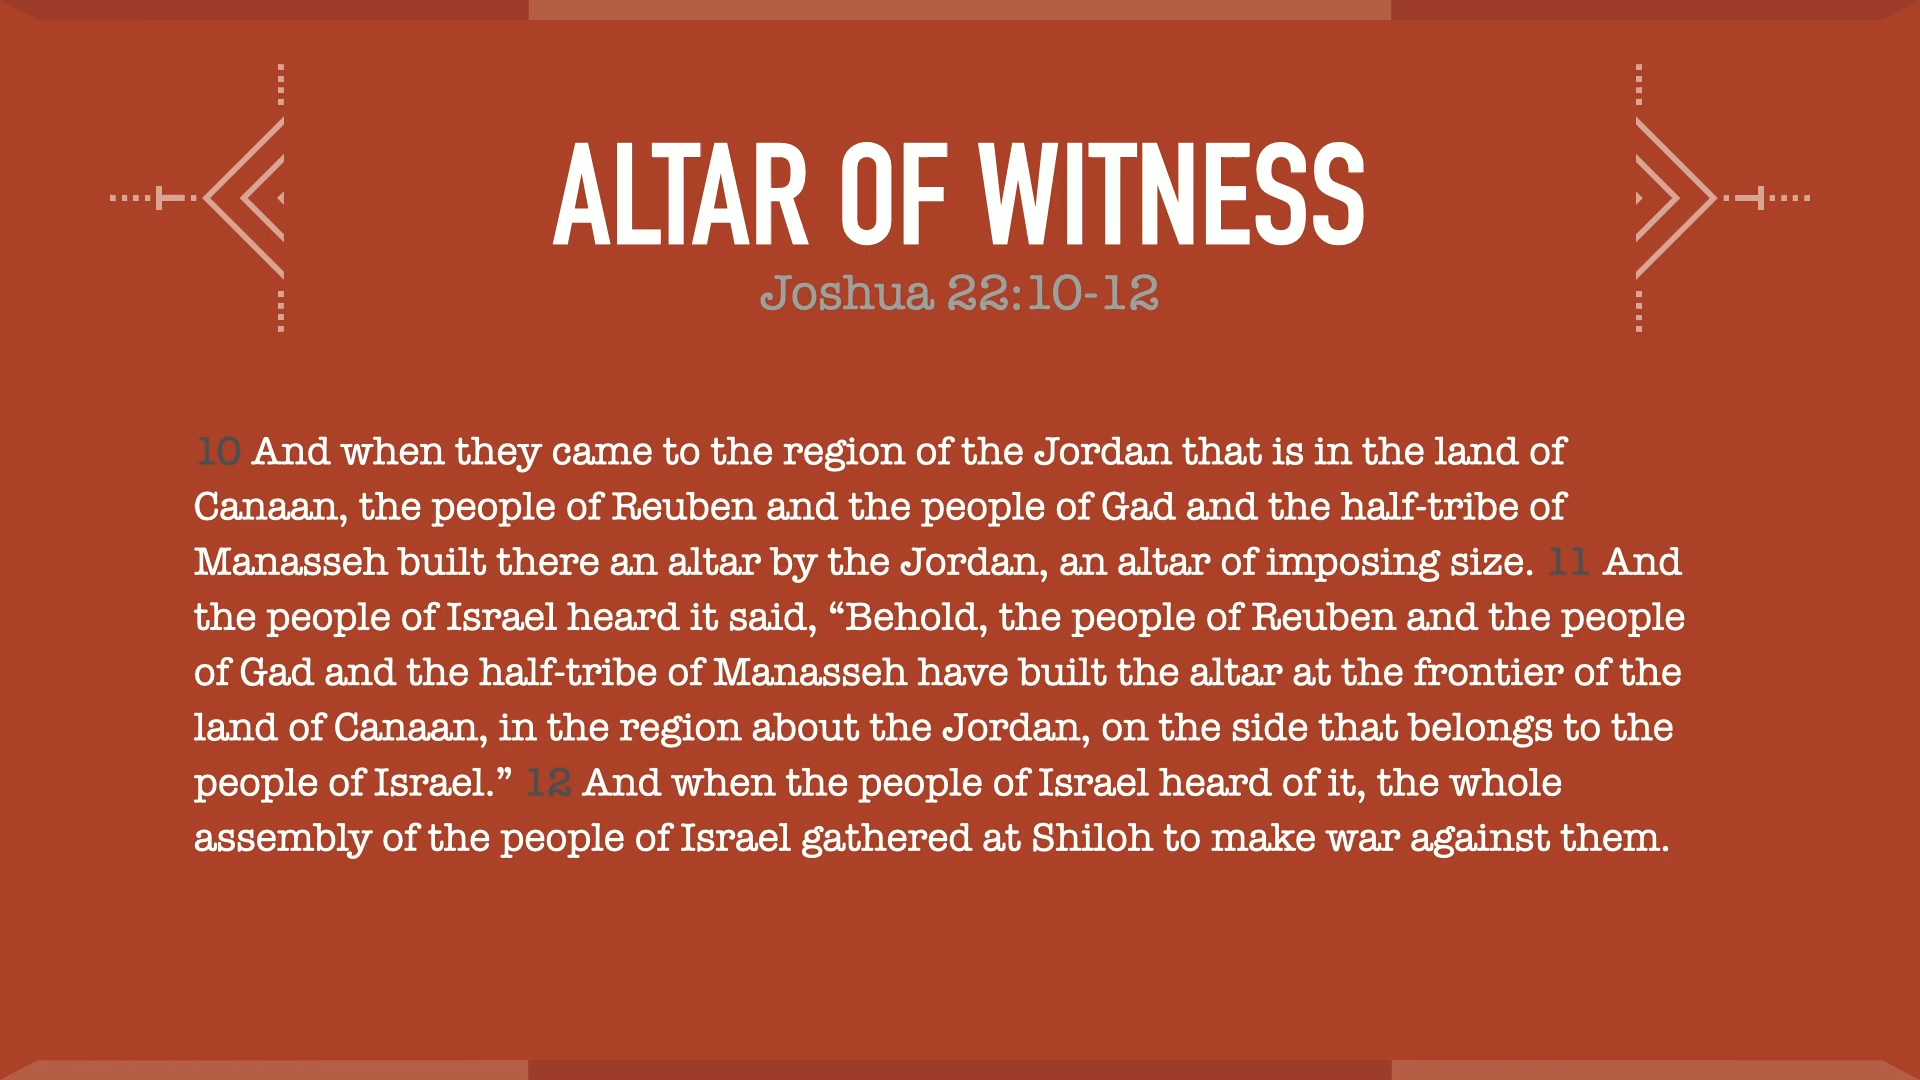 ALTAR OF WITNESS
Joshua 22:10-12
10 And when they came to the region of the Jordan that is in the land of
Canaan, the people of Reuben and the people of Gad and the half-tribe of
Manasseh built there an altar by the Jordan, an altar of imposing size. 11 And
the people of Israel heard it said, “Behold, the people of Reuben and the people
of Gad and the half-tribe of Manasseh have built the altar at the frontier of the
land of Canaan, in the region about the Jordan, on the side that belongs to the
people of Israel.” 12 And when the people of Israel heard of it, the whole
assembly of the people of Israel gathered at Shiloh to make war against them.